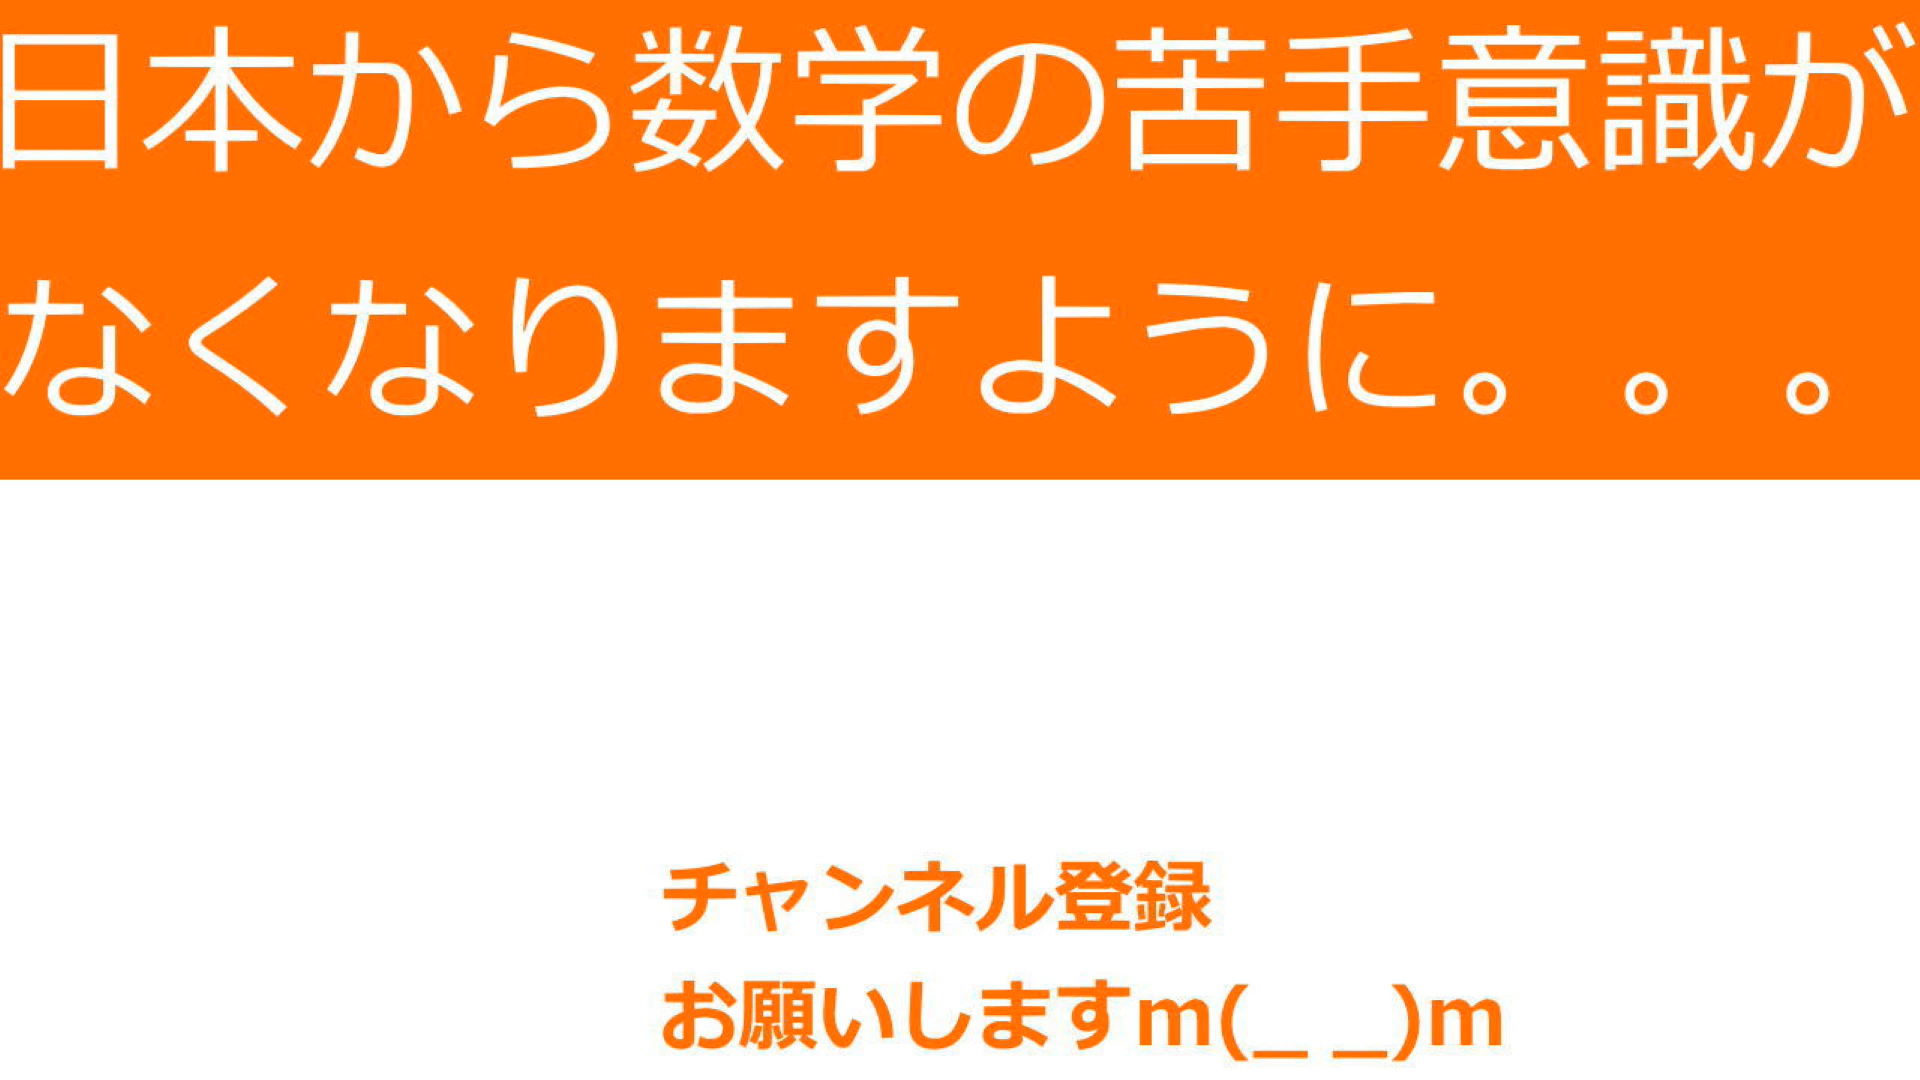 日本から数学の苦手意識が
なくなりますように。。。
チャンネル登録
お願いしますm(_ _)m